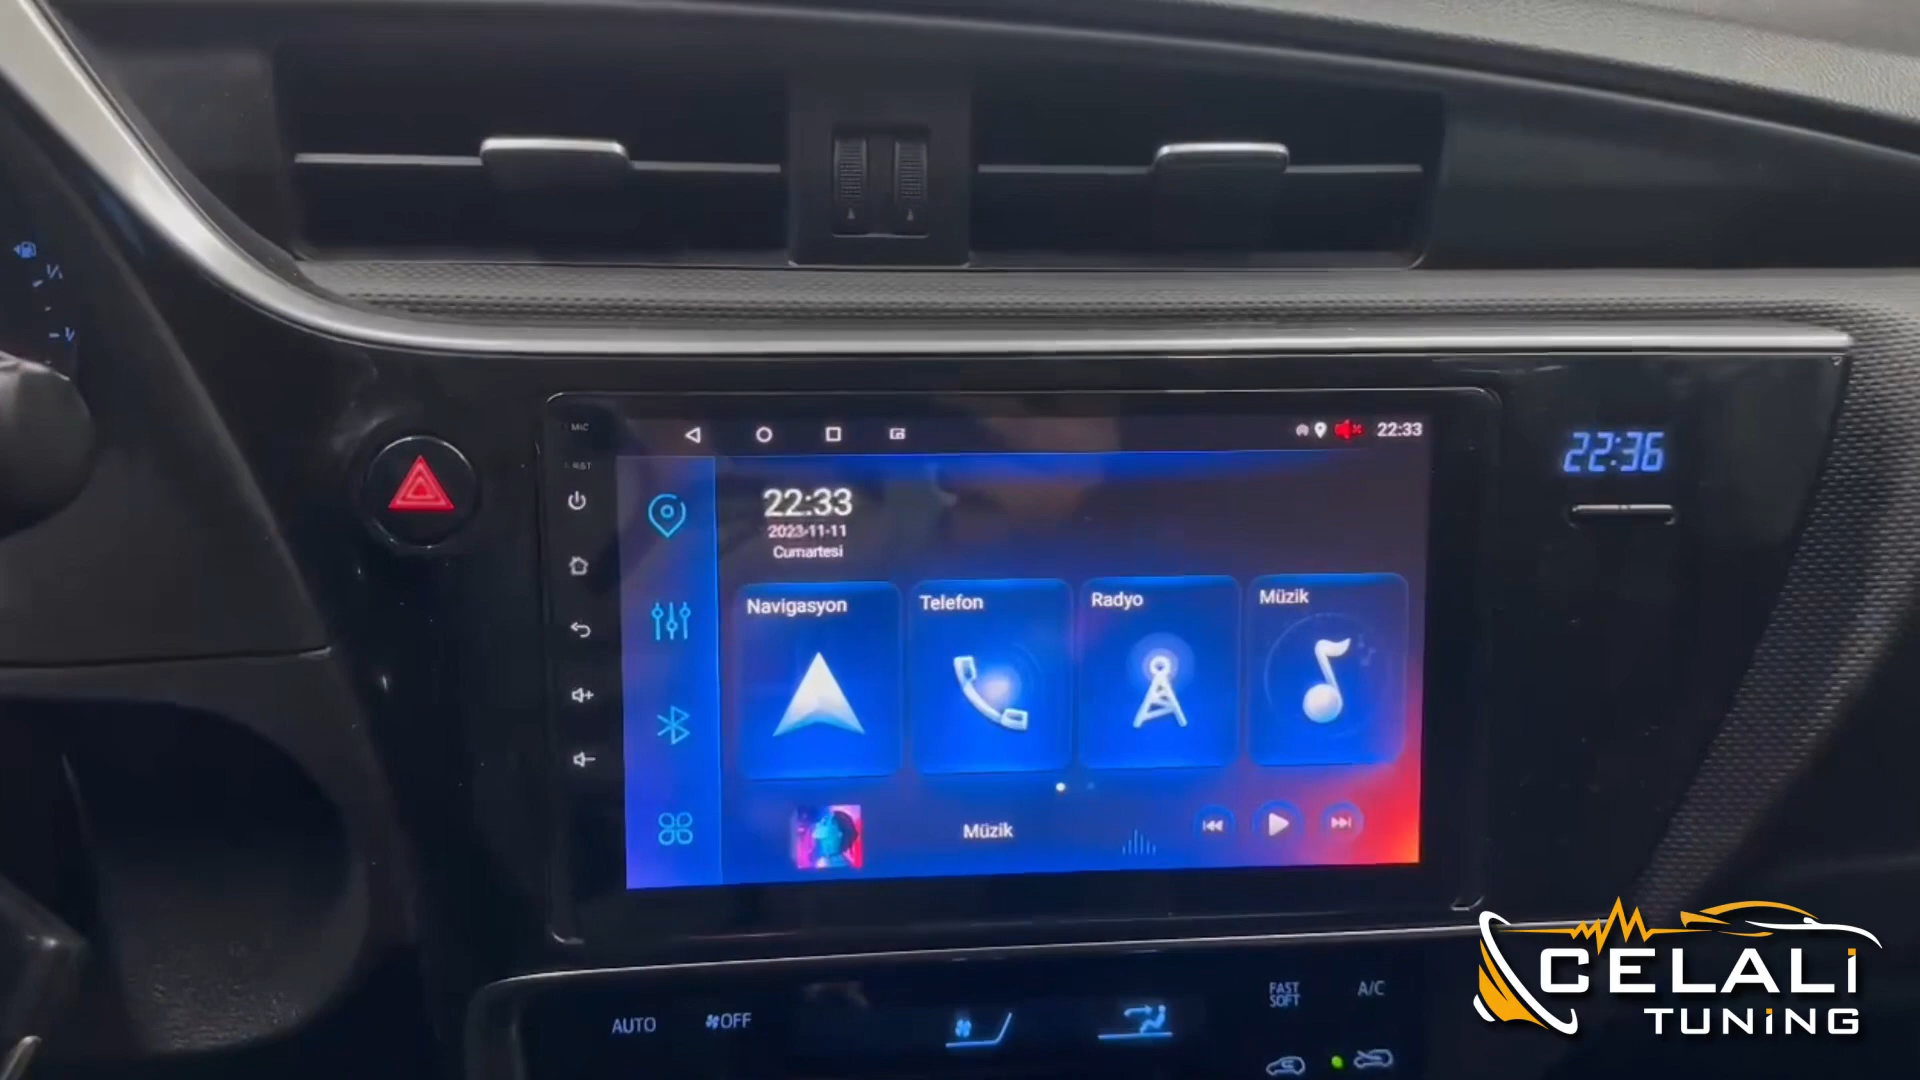 MIC
RST
22:33
22:36
22:33
2023-11-11
Cumartesi
Navigasyon
Telefon
Radyo
Müzik
Müzik
AUTO
OFF
FAST
SOFT
A/C
CELALi
TUNiNG